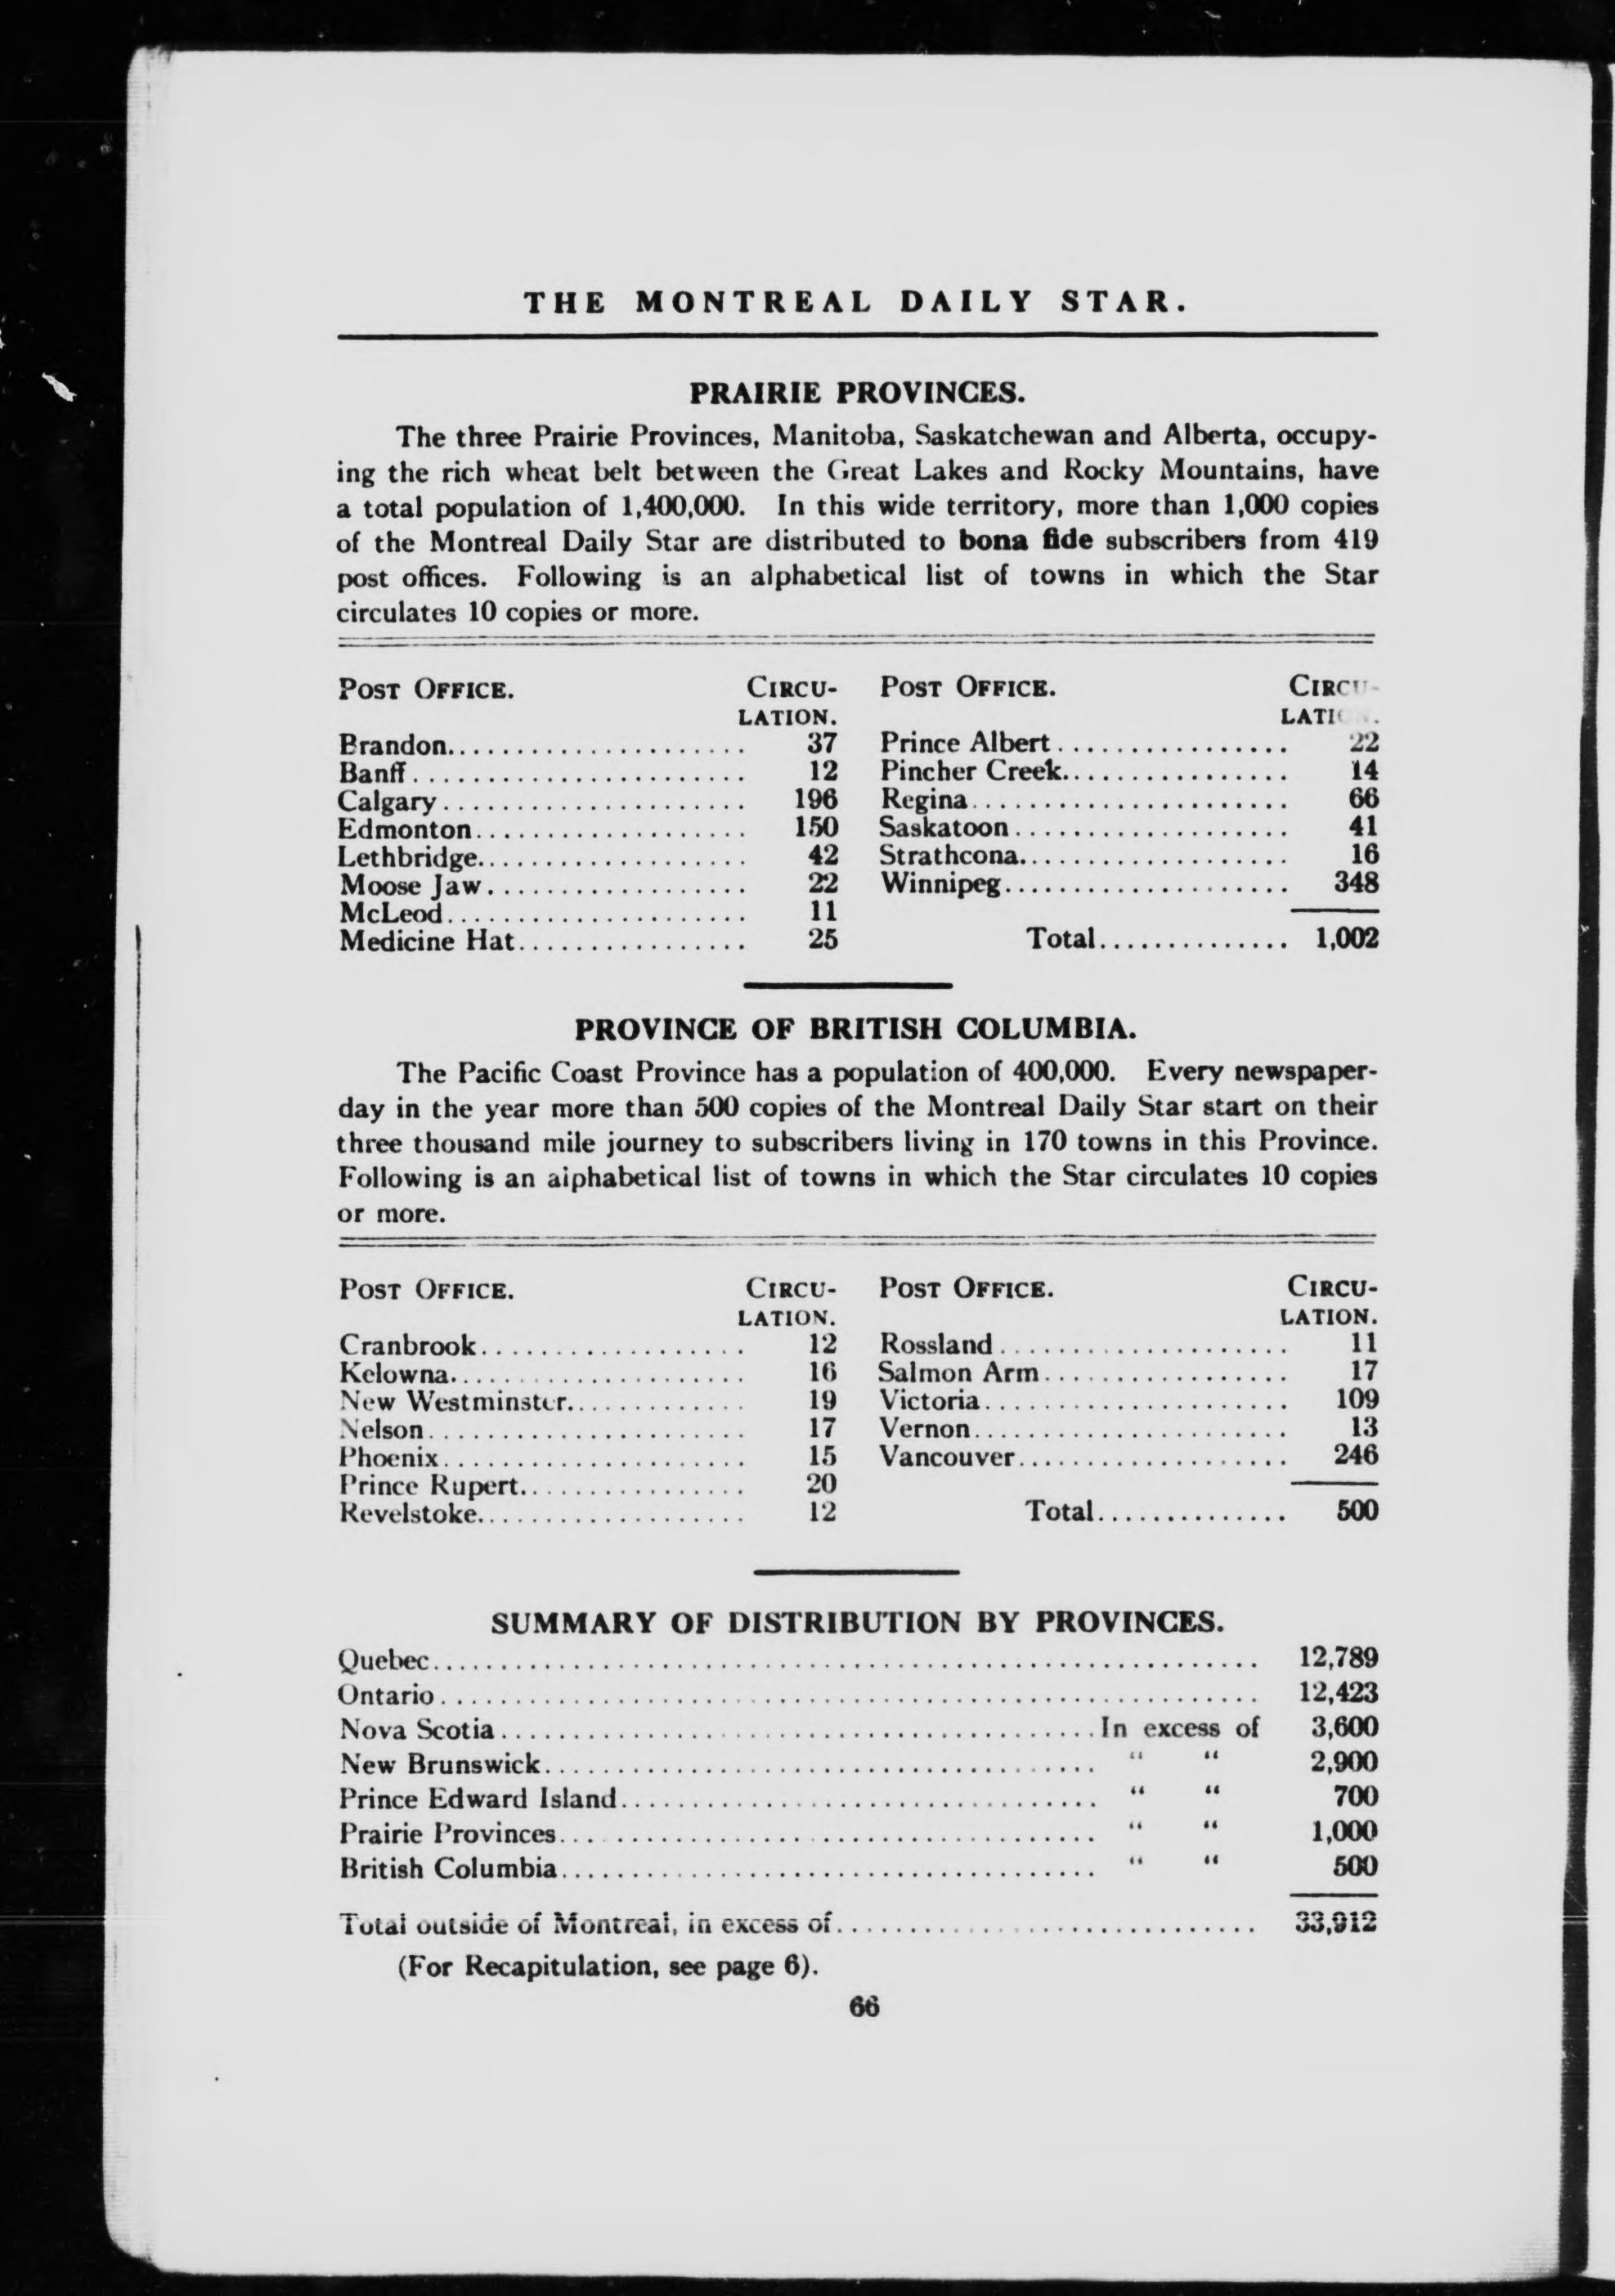 THE MONTREAL DAILY STAR.
PRAIRIE PROVINCES.
The three Prairie Provinces, Manitoba, Saskatchewan and Alberta, occupy-
ing the rich wheat belt between the Great Lakes and Rocky Mountains, have
a total population of 1,400,000. In this wide territory, more than 1,000 copies
of the Montreal Daily Star are distributed to bona fide subscribers from 419
post offices. Following is an alphabetical list of towns in which the Star
circulates 10 copies or more.
POST OFFICE. CIRCU-
LATION.
Brandon..................... 37
Banff........................ 12
Calgary...................... 196
Edmonton................... 150
Lethbridge................... 42
Moose Jaw................... 22
McLeod...................... 11
Medicine Hat................. 25
POST OFFICE. CIRCU-
LATION.
Prince Albert................. 22
Pincher Creek................ 14
Regina....................... 66
Saskatoon.................... 41
Strathcona................... 16
Winnipeg.................... 348
Total.............. 1,002
PROVINCE OF BRITISH COLUMBIA.
The Pacific Coast Province has a population of 400,000. Every newspaper-
day in the year more than 500 copies of the Montreal Daily Star start on their
three thousand mile journey to subscribers living in 170 towns in this Province.
Following is an aiphabetical list of towns in which the Star circulates 10 copies
or more.
POST OFFICE. CIRCU-
LATION.
Cranbrook................... 12
Kelowna..................... 16
New Westminster............. 19
Nelson....................... 17
Phoenix...................... 15
Prince Rupert................ 20
Revelstoke................... 12
POST OFFICE. CIRCU-
LATION.
Rossland..................... 11
Salmon Arm.................. 17
Victoria...................... 109
Vernon....................... 13
Vancouver.................... 246
Total.............. 500
SUMMARY OF DISTRIBUTION BY PROVINCES.
Quebec.......................................................... 12,789
Ontario......................................................... 12,423
Nova Scotia..........................................In excess of 3,600
New Brunswick....................................... “ “ 2,900
Prince Edward Island.................................. “ “ 700
Prairie Provinces...................................... “ “ 1,000
British Columbia...................................... “ “ 500
Total outside of Montreal, in excess of.............................. 33,912
(For Recapitulation, see page 6).
66